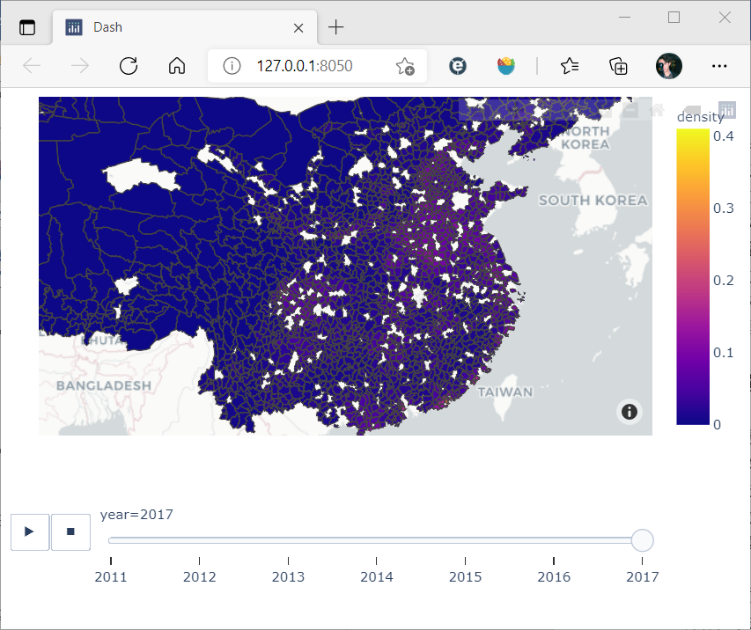 Dash
127.0.0.1:8050
density
NORTH
KOREA
0.4
SOUTH KOREA
0.3
0.2
0.1
BHUTA
BANGLADESH
TAIWAN
0
year=2017
2011 2012 2013 2014 2015 2016 2017